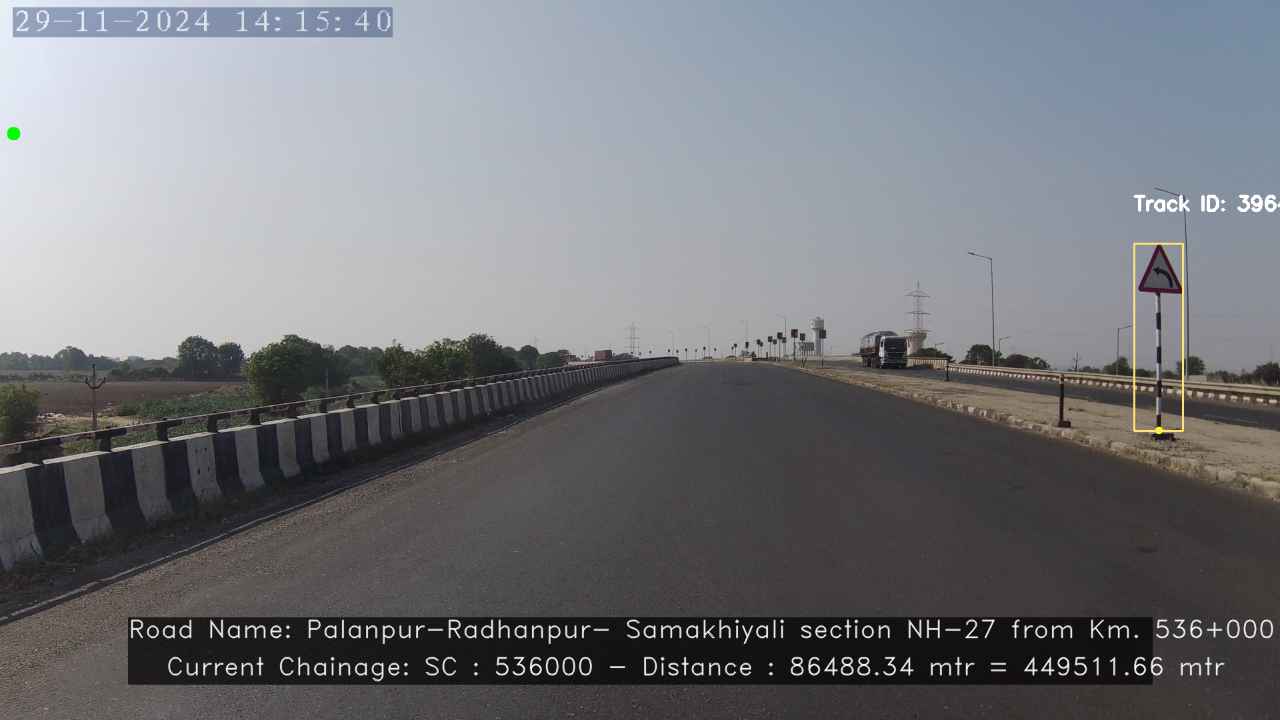 29-11-2024 14:15:40
Track ID: 396
Road Name: Palanpur-Radhanpur- Samakhiyali section NH-27 from Km. 536+000
Current Chainage: SC : 536000 - Distance : 86488.34 mtr = 449511.66 mtr